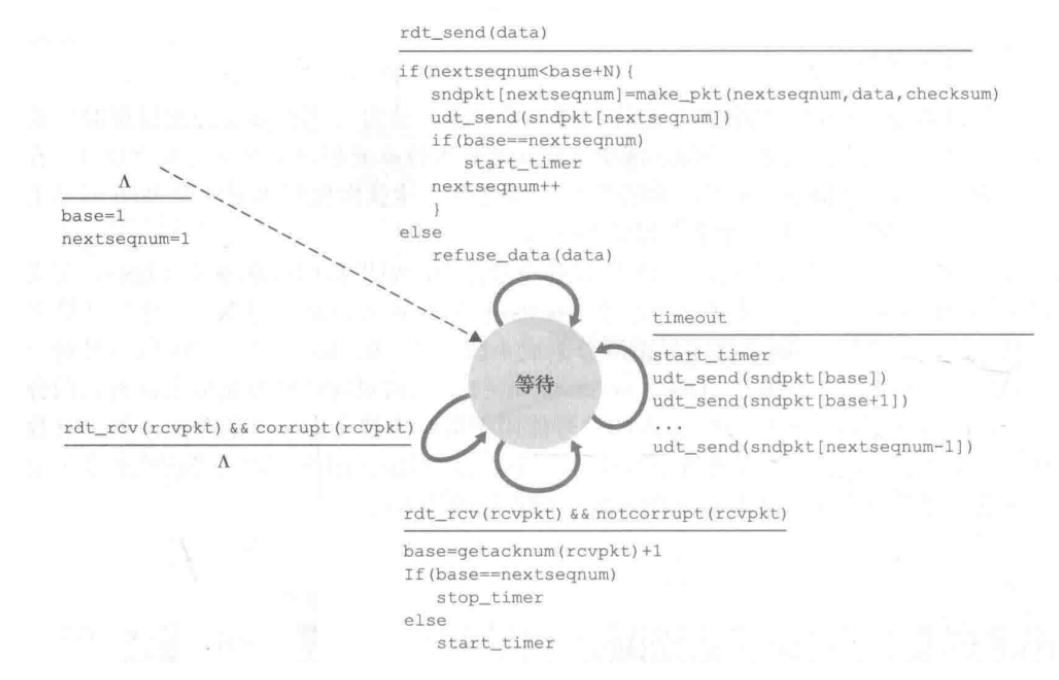 rdt_send(data)
if(nextseqnum<base+N){
sndpkt[nextseqnum]=make_pkt(nextseqnum,data,checksum)
udt_send(sndpkt[nextseqnum])
if(base==nextseqnum)
start_timer
nextseqnum++
}
else
refuse_data(data)
Λ
base=1
nextseqnum=1
timeout
start_timer
udt_send(sndpkt[base])
udt_send(sndpkt[base+1])
...
udt_send(sndpkt[nextseqnum-1])
等待
rdt_rcv(rcvpkt) && corrupt(rcvpkt)
Λ
rdt_rcv(rcvpkt) && notcorrupt(rcvpkt)
base=getacknum(rcvpkt)+1
If(base==nextseqnum)
stop_timer
else
start_timer